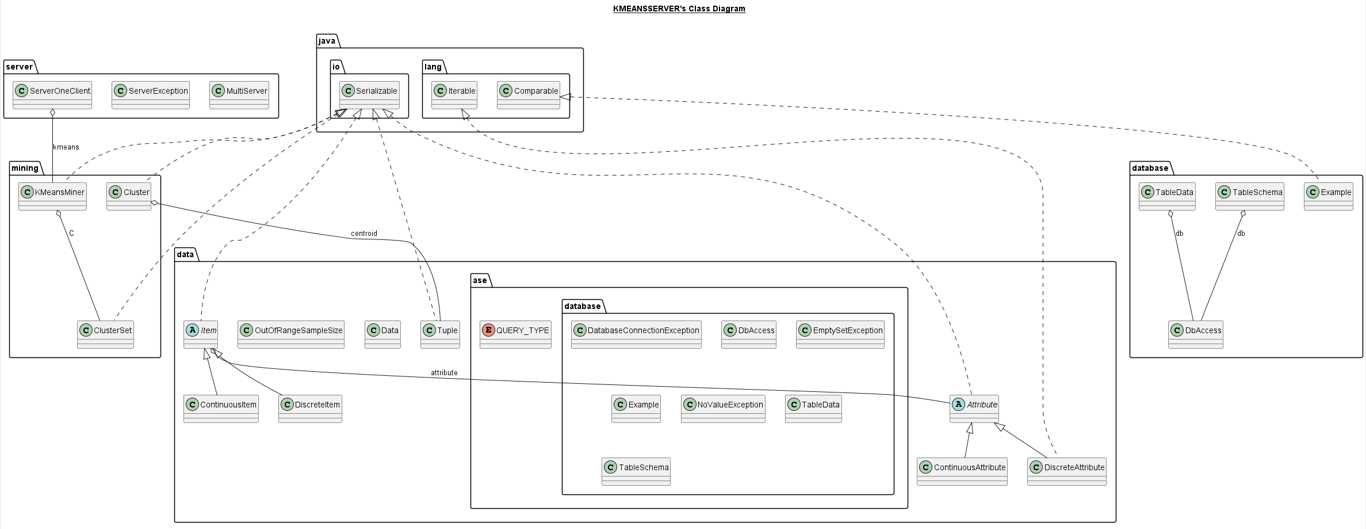 KMEANSSERVER's Class Diagram
java
server
io
lang
C ServerOneClient
C ServerException
C MultiServer
C Serializable
C Iterable
C Comparable
kmeans
mining
database
C KMeansMiner
C Cluster
C TableData
C TableSchema
C Example
C
centroid
db
db
data
ase
database
C ClusterSet
A Item
C OutOfRangeSampleSize
C Data
C Tuple
E QUERY_TYPE
C DatabaseConnectionException
C DbAccess
C EmptySetException
C DbAccess
attribute
C ContinuousItem
C DiscreteItem
C Example
C NoValueException
C TableData
A Attribute
C TableSchema
C ContinuousAttribute
C DiscreteAttribute